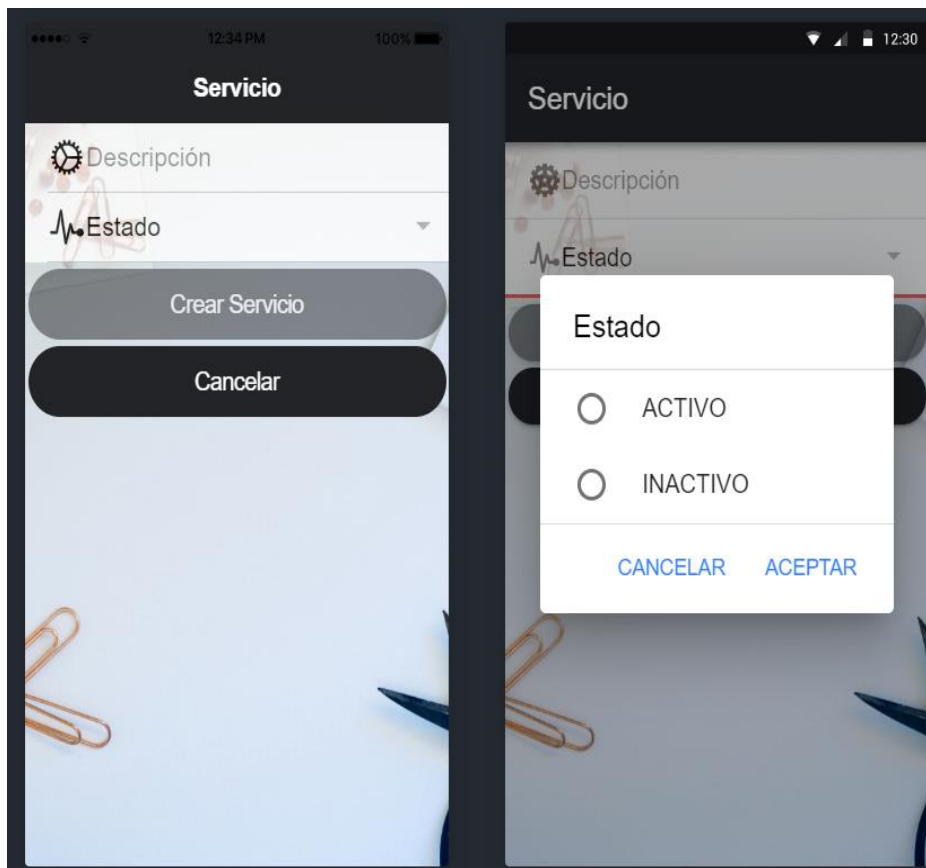 12:34 PM 100%
Servicio
Descripción
Estado
Crear Servicio
Cancelar
12:30
Servicio
Descripción
Estado
Estado
ACTIVO
INACTIVO
CANCELAR ACEPTAR